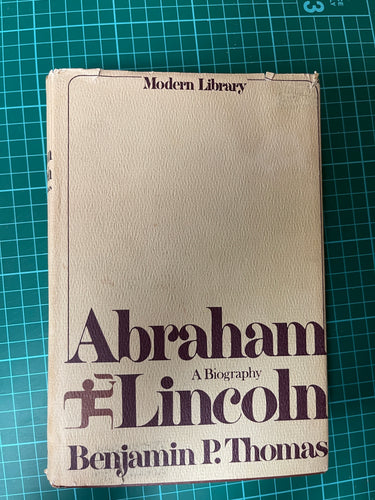 Modern Library
Abraham
A Biography
Lincoln
Benjamin P. Thomas